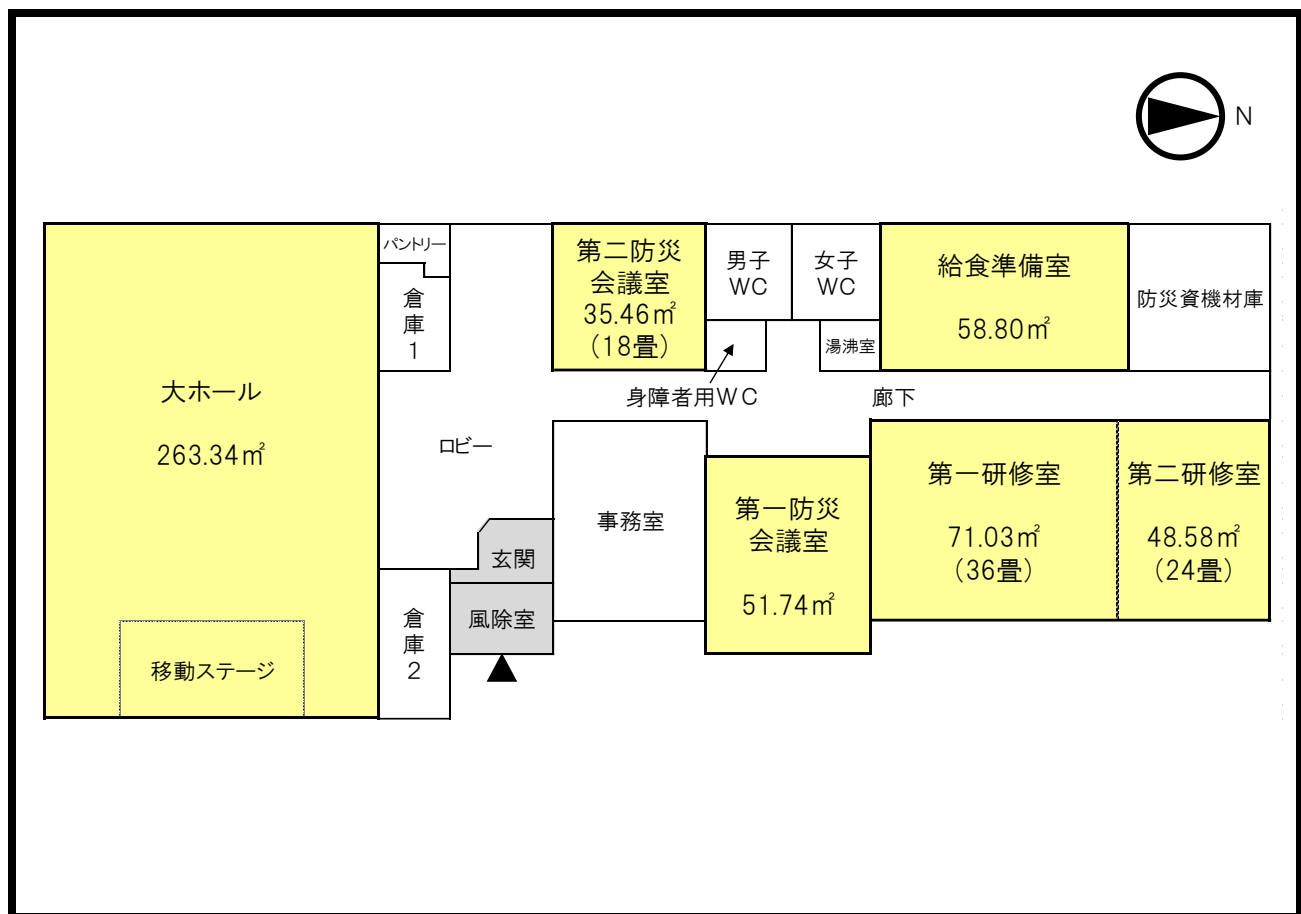 N
大ホール
263.34㎡
移動ステージ
パントリー
倉
庫
1
ロビー
倉
庫
2
玄関
風除室
第二防災
会議室
35.46㎡
（18畳）
男子
WC
女子
WC
湯沸室
身障者用WC
給食準備室
58.80㎡
防災資機材庫
廊下
事務室
第一防災
会議室
51.74㎡
第一研修室
71.03㎡
（36畳）
第二研修室
48.58㎡
（24畳）